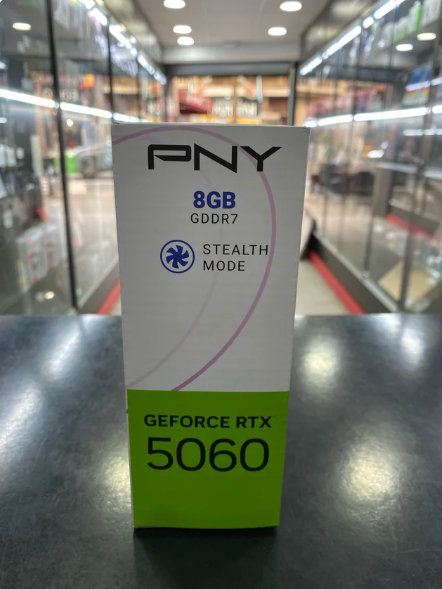 PNY
8GB
GDDR7
STEALTH
MODE
GEFORCE RTX
5060